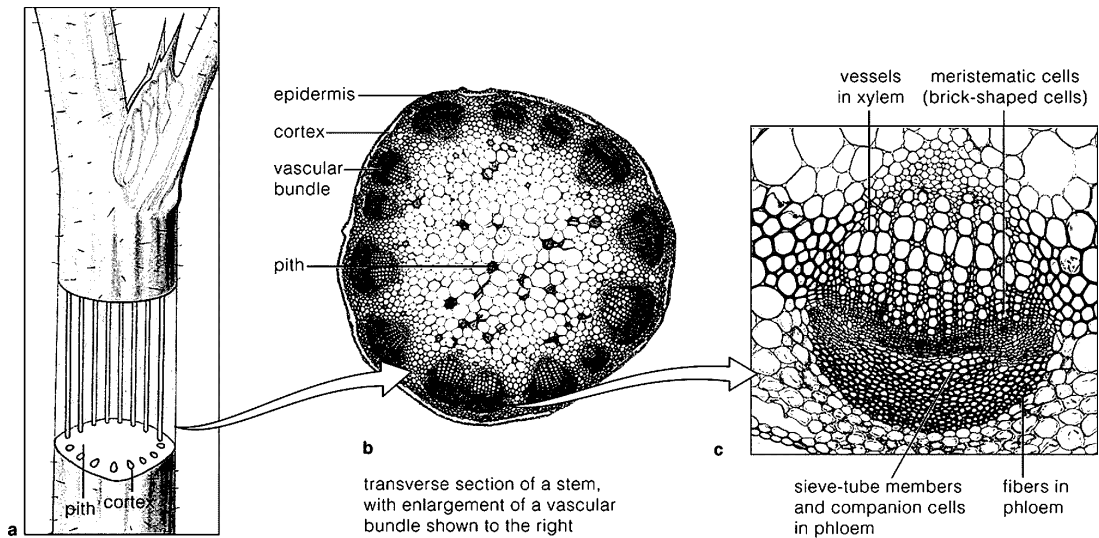 pith
cortex
a
epidermis
cortex
vascular
bundle
pith
b
transverse section of a stem,
with enlargement of a vascular
bundle shown to the right
vessels
in xylem
meristematic cells
(brick-shaped cells)
c
sieve-tube members
and companion cells
in phloem
fibers in
phloem